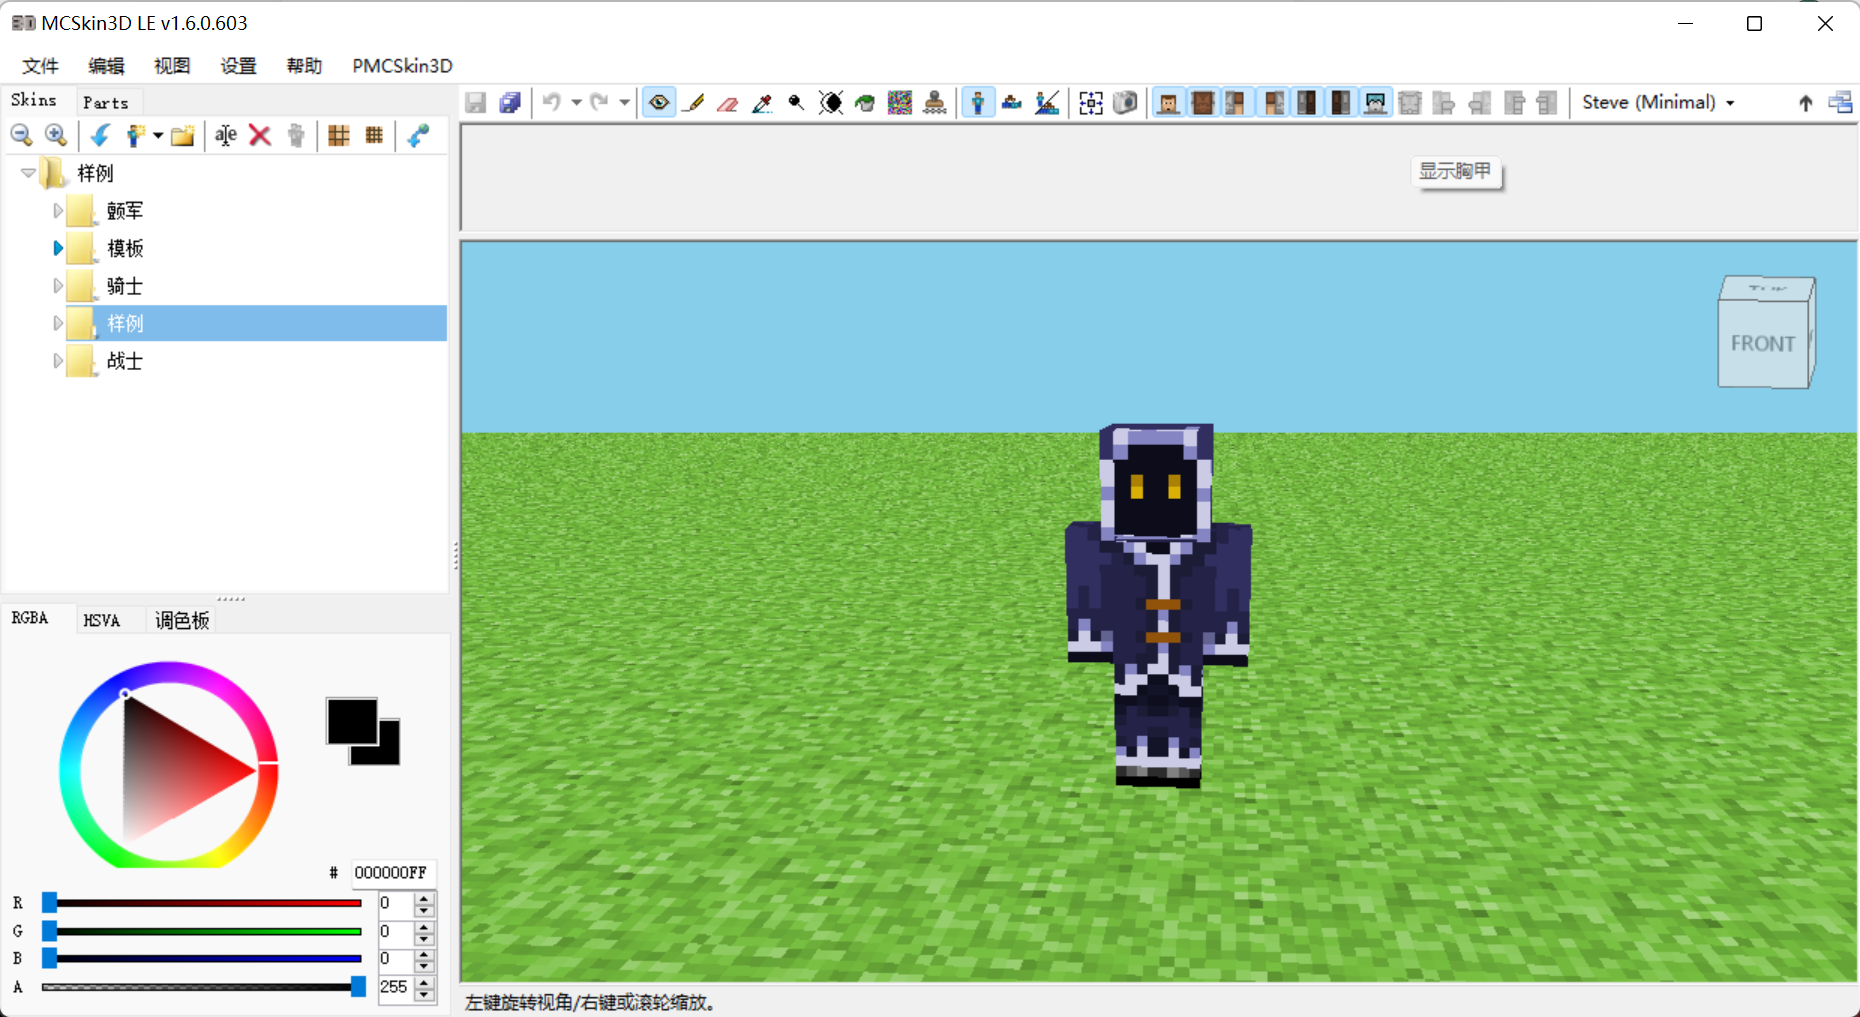 MCSkin3D LE v1.6.0.603
文件 编辑 视图 设置 帮助 PMCSkin3D
Skins Parts
Steve (Minimal)
显示胸甲
样例
颤军
模板
骑士
样例
战士
TOP
FRONT
RGBA HSVA 调色板
# 000000FF
R 0
G 0
B 0
A 255
左键旋转视角/右键或滚轮缩放。